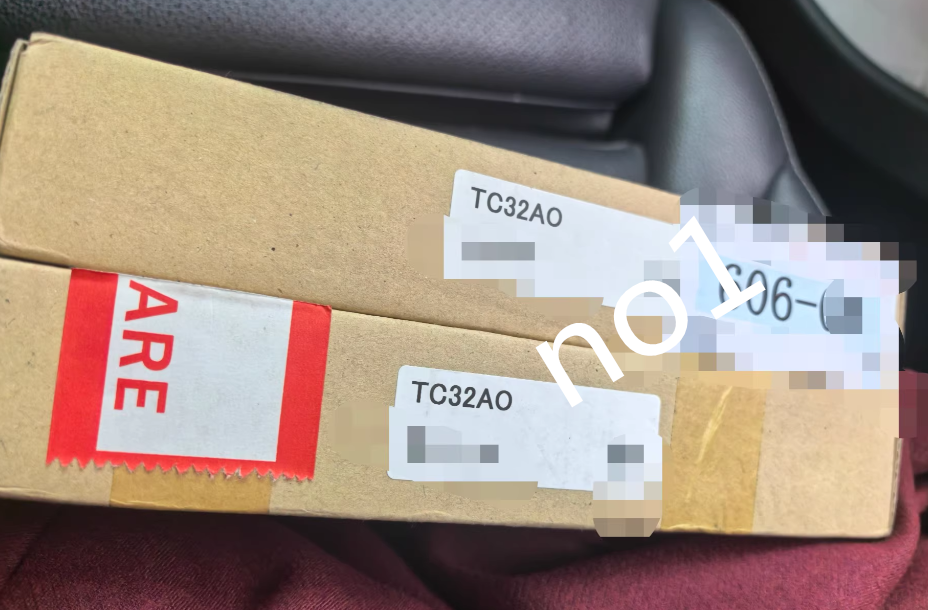 TC32AO
606-
no1
TC32AO
ARE